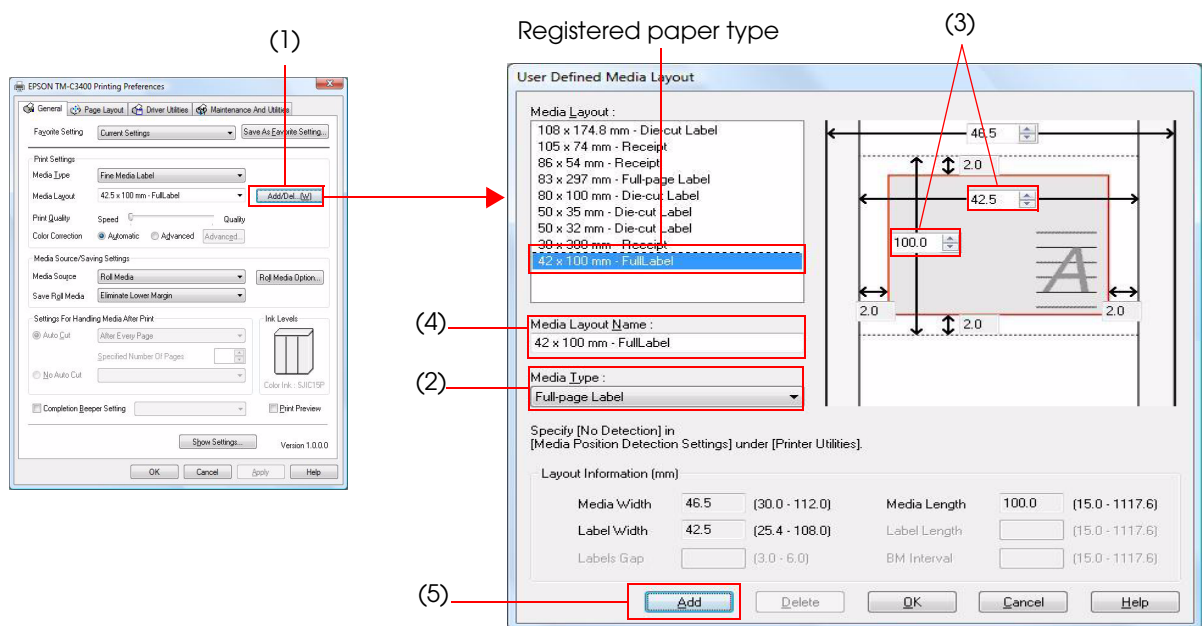 (1)
Registered paper type
(3)
EPSON TM-C3400 Printing Preferences
General Page Layout Driver Utilities Maintenance And Utilities
Favorite Setting Current Settings Save As Favorite Setting...
Print Settings
Media Type Fine Media Label
Media Layout 42.5 x 100 mm - FullLabel Add/Del...(W)
Print Quality Speed Quality
Color Correction Automatic Advanced Advanced...
Media Source/Saving Settings
Media Source Roll Media Roll Media Option...
Save Roll Media Eliminate Lower Margin
Settings For Handling Media After Print Ink Levels
Auto Cut After Every Page
Specified Number Of Pages
No Auto Cut
Color Ink : SJIC15P
Completion Beeper Setting Print Preview
Show Settings... Version 1.0.0.0
OK Cancel Apply Help
User Defined Media Layout
Media Layout :
108 x 174.8 mm - Die-cut Label
105 x 74 mm - Receipt
86 x 54 mm - Receipt
83 x 297 mm - Full-page Label
80 x 100 mm - Die-cut Label
50 x 35 mm - Die-cut Label
50 x 32 mm - Die-cut Label
38 x 388 mm - Receipt
42 x 100 mm - FullLabel
46.5
2.0
42.5
100.0
A
2.0 2.0
2.0
(4)
Media Layout Name :
42 x 100 mm - FullLabel
(2)
Media Type :
Full-page Label
Specify [No Detection] in
[Media Position Detection Settings] under [Printer Utilities].
Layout Information (mm)
Media Width 46.5 (30.0 - 112.0) Media Length 100.0 (15.0 - 1117.6)
Label Width 42.5 (25.4 - 108.0) Label Length (15.0 - 1117.6)
Labels Gap (3.0 - 6.0) BM Interval (15.0 - 1117.6)
(5)
Add Delete OK Cancel Help